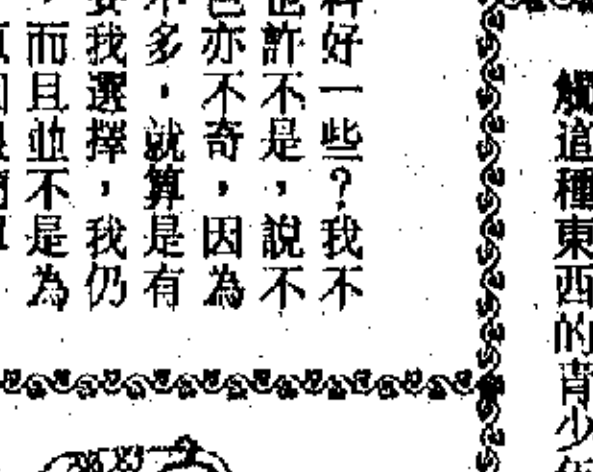 觸這種東西的青少
好一些？我不
也許不是，說不
亦不奇，因為
不多，就算是有
我選擇，我仍
而且並不是為